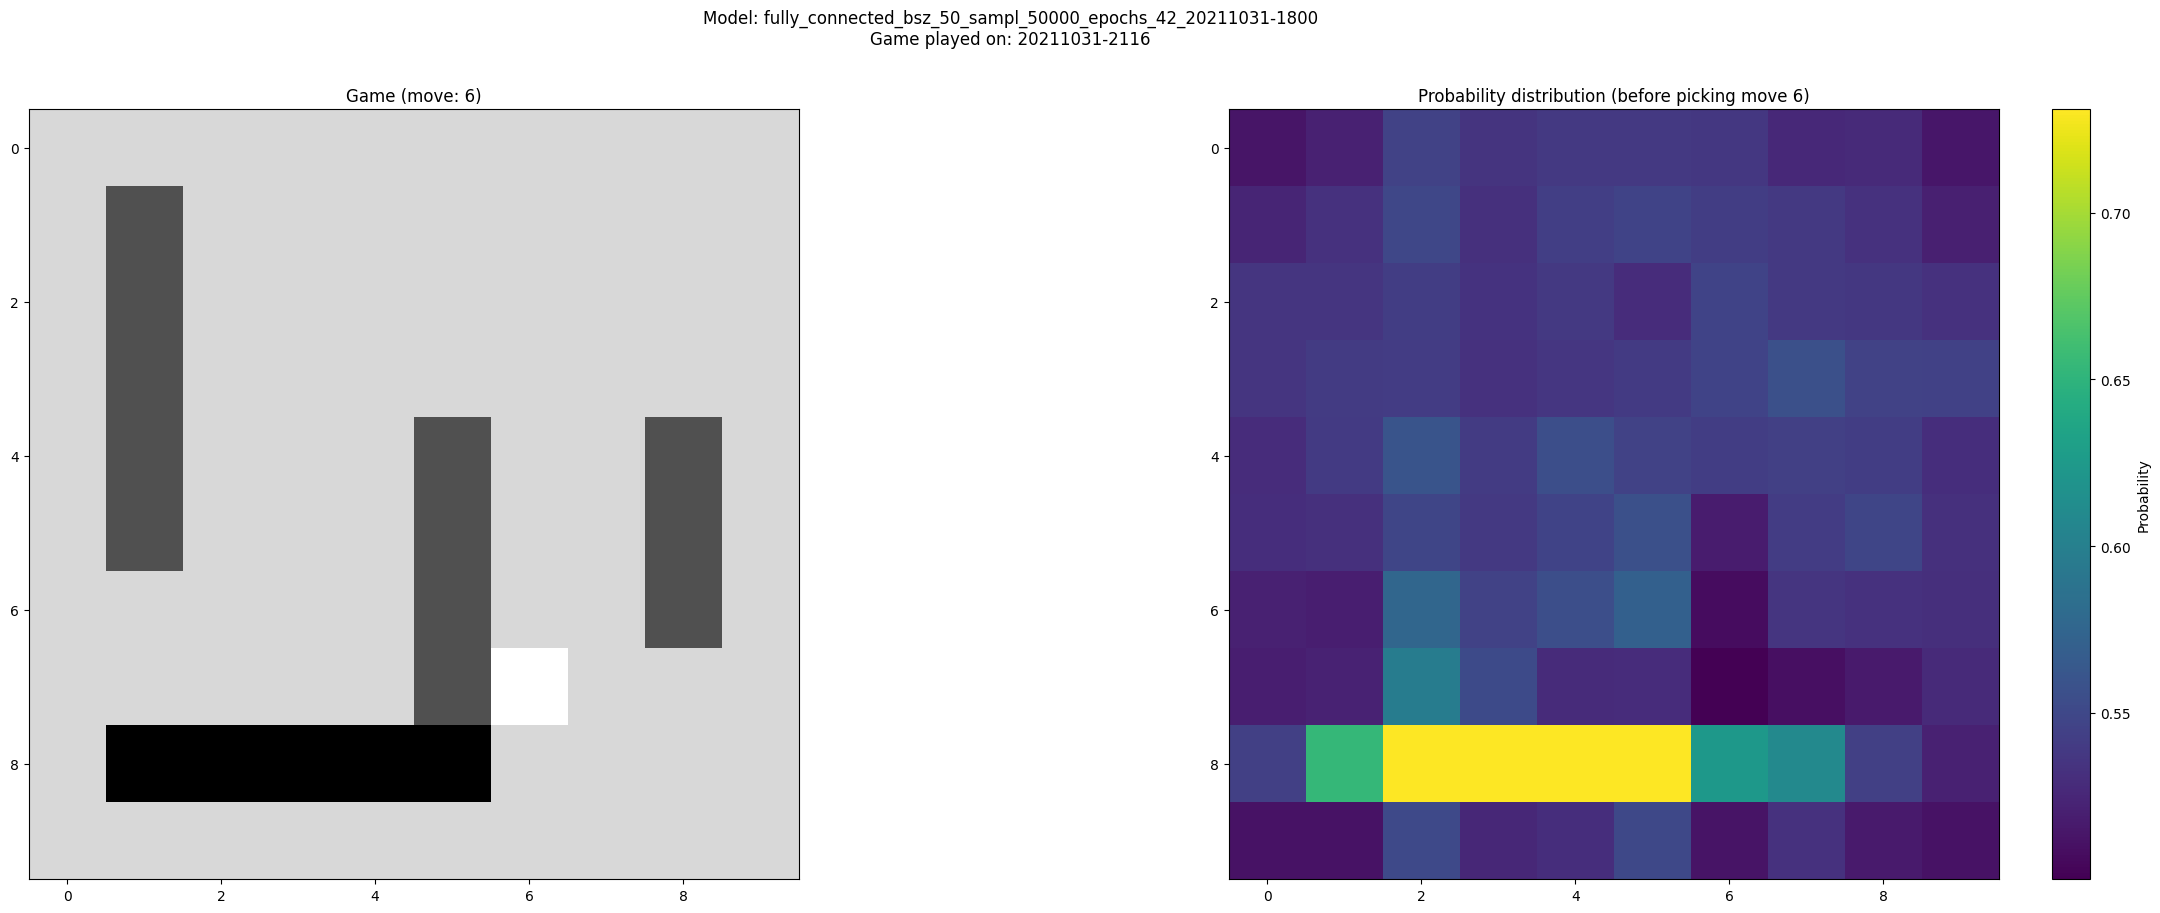 Model: fully_connected_bsz_50_sampl_50000_epochs_42_20211031-1800
Game played on: 20211031-2116
Game (move: 6)
0
2
4
6
8
0 2 4 6 8
Probability distribution (before picking move 6)
0
2
4
6
8
0 2 4 6 8
0.70
0.65
0.60
0.55
Probability